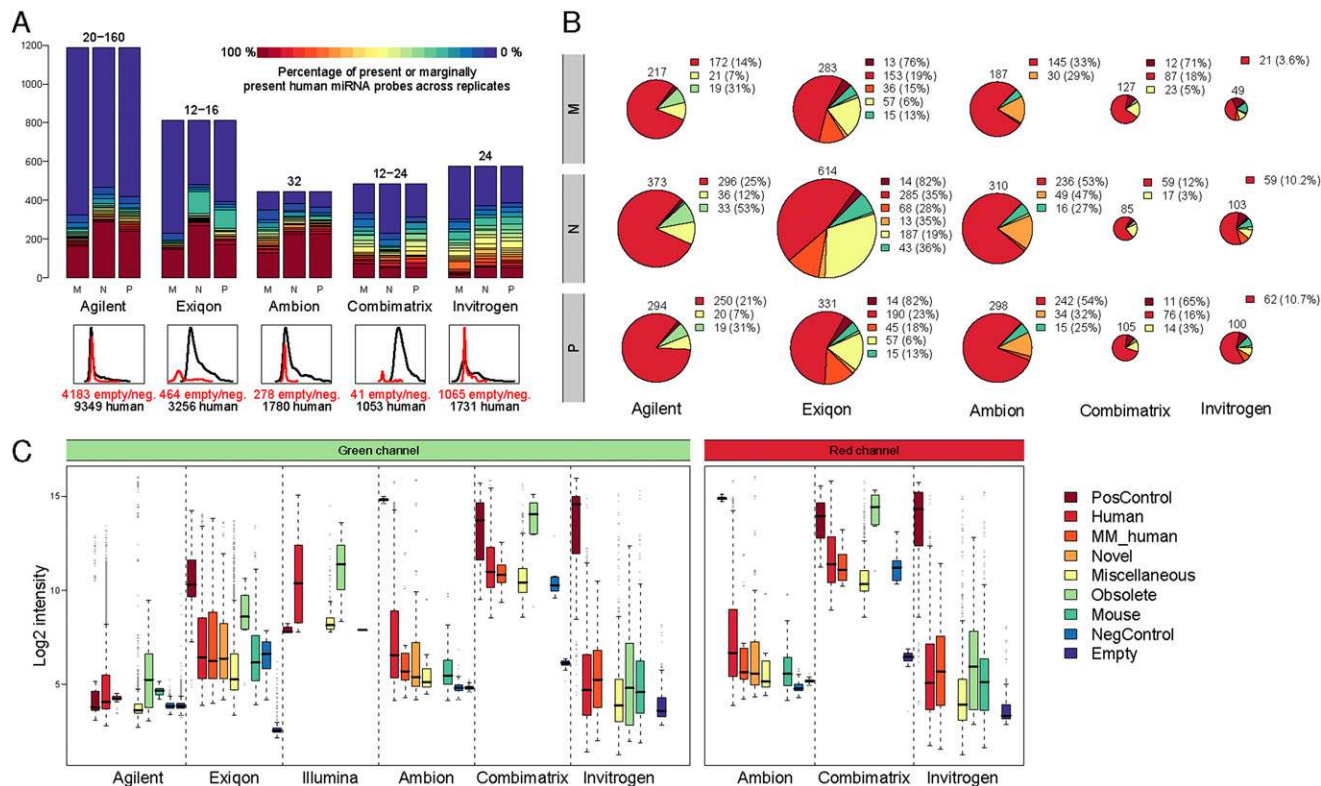 A
20-160
100 %
0 %
Percentage of present or marginally
present human miRNA probes across replicates
1200
1000
800
600
400
200
0
12-16
32
12-24
24
M N P
M N P
M N P
M N P
M N P
Agilent
Exiqon
Ambion
Combimatrix
Invitrogen
4183 empty/neg.
9349 human
464 empty/neg.
3256 human
278 empty/neg.
1780 human
41 empty/neg.
1053 human
1065 empty/neg.
1731 human
B
M
217
172 (14%)
21 (7%)
19 (31%)
283
13 (76%)
153 (19%)
36 (15%)
57 (6%)
15 (13%)
187
145 (33%)
30 (29%)
127
12 (71%)
87 (18%)
23 (5%)
49
21 (3.6%)
N
373
296 (25%)
36 (12%)
33 (53%)
614
14 (82%)
285 (35%)
68 (28%)
13 (35%)
187 (19%)
43 (36%)
310
236 (53%)
49 (47%)
16 (27%)
85
59 (12%)
17 (3%)
103
59 (10.2%)
P
294
250 (21%)
20 (7%)
19 (31%)
331
14 (82%)
190 (23%)
45 (18%)
57 (6%)
15 (13%)
298
242 (54%)
34 (32%)
15 (25%)
105
11 (65%)
76 (16%)
14 (3%)
100
62 (10.7%)
Agilent
Exiqon
Ambion
Combimatrix
Invitrogen
C
Green channel
Red channel
Log2 intensity
15
10
5
Agilent
Exiqon
Illumina
Ambion
Combimatrix
Invitrogen
Ambion
Combimatrix
Invitrogen
PosControl
Human
MM_human
Novel
Miscellaneous
Obsolete
Mouse
NegControl
Empty